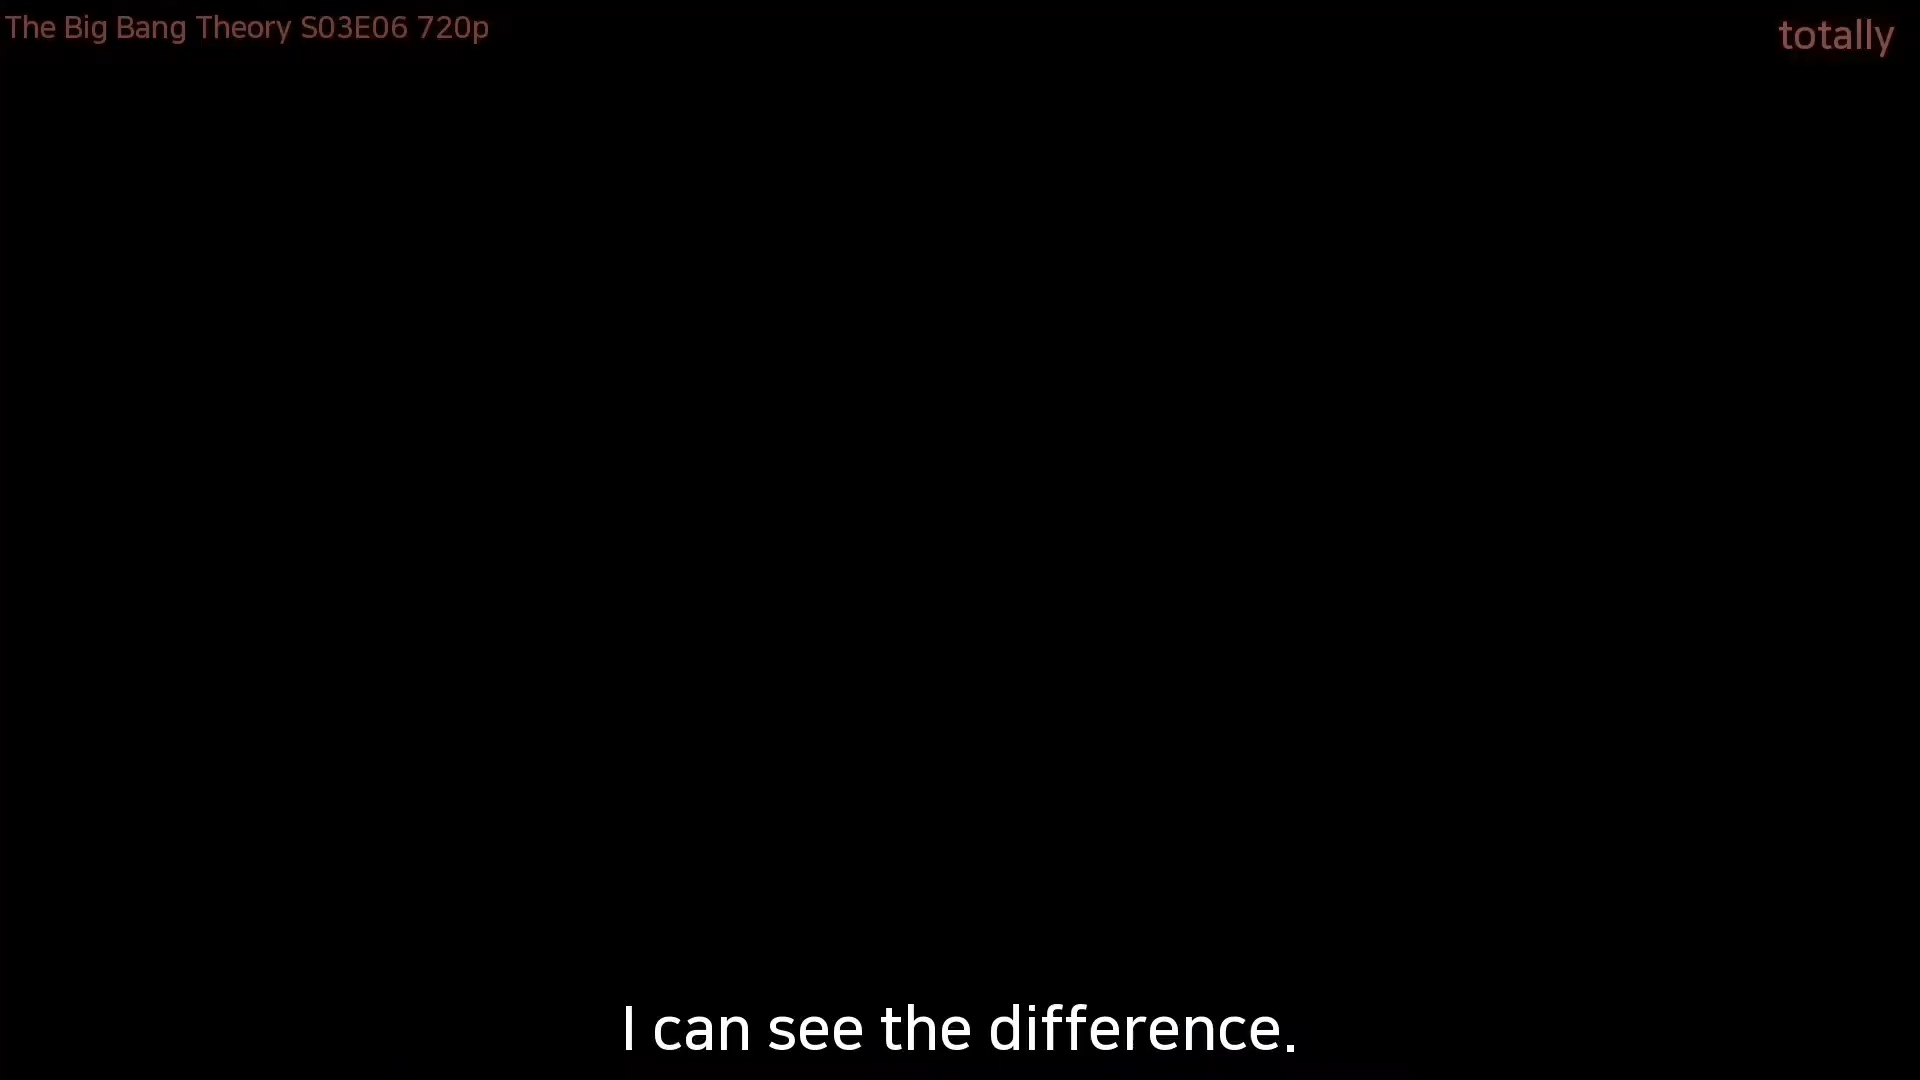 The Big Bang Theory S03E06 720p
totally
I can see the difference.